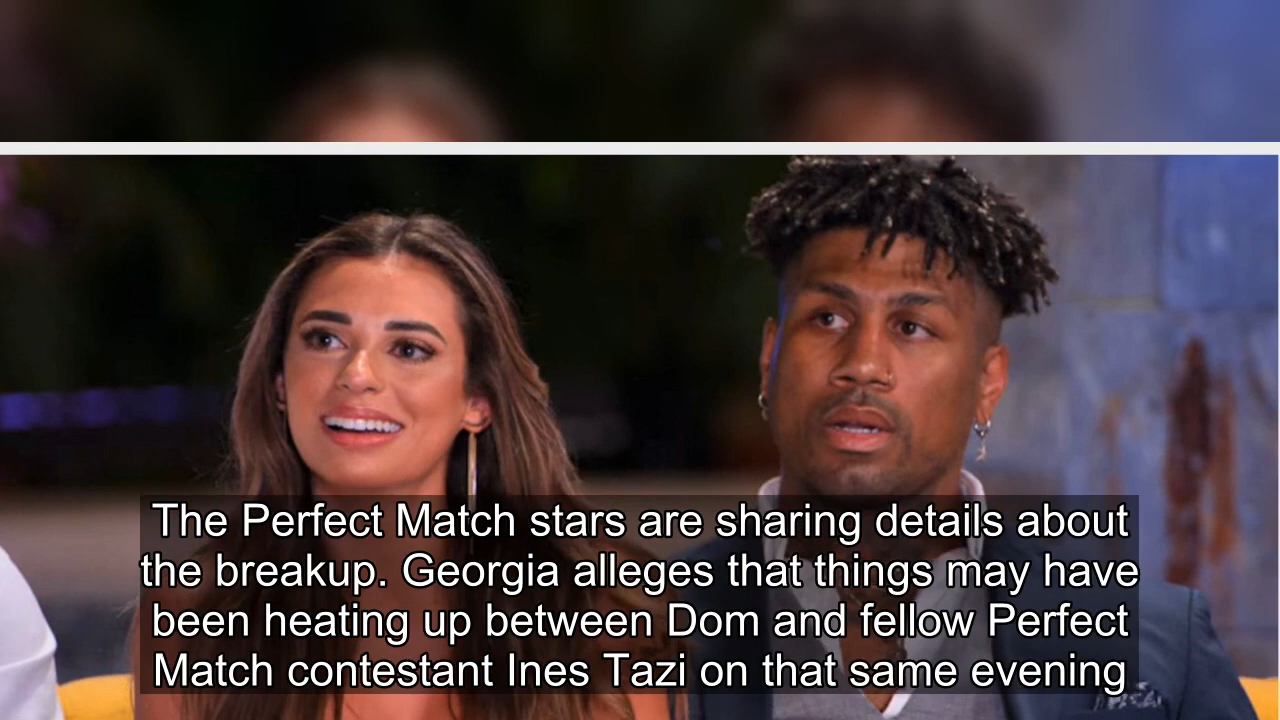 The Perfect Match stars are sharing details about
the breakup. Georgia alleges that things may have
been heating up between Dom and fellow Perfect
Match contestant Ines Tazi on that same evening